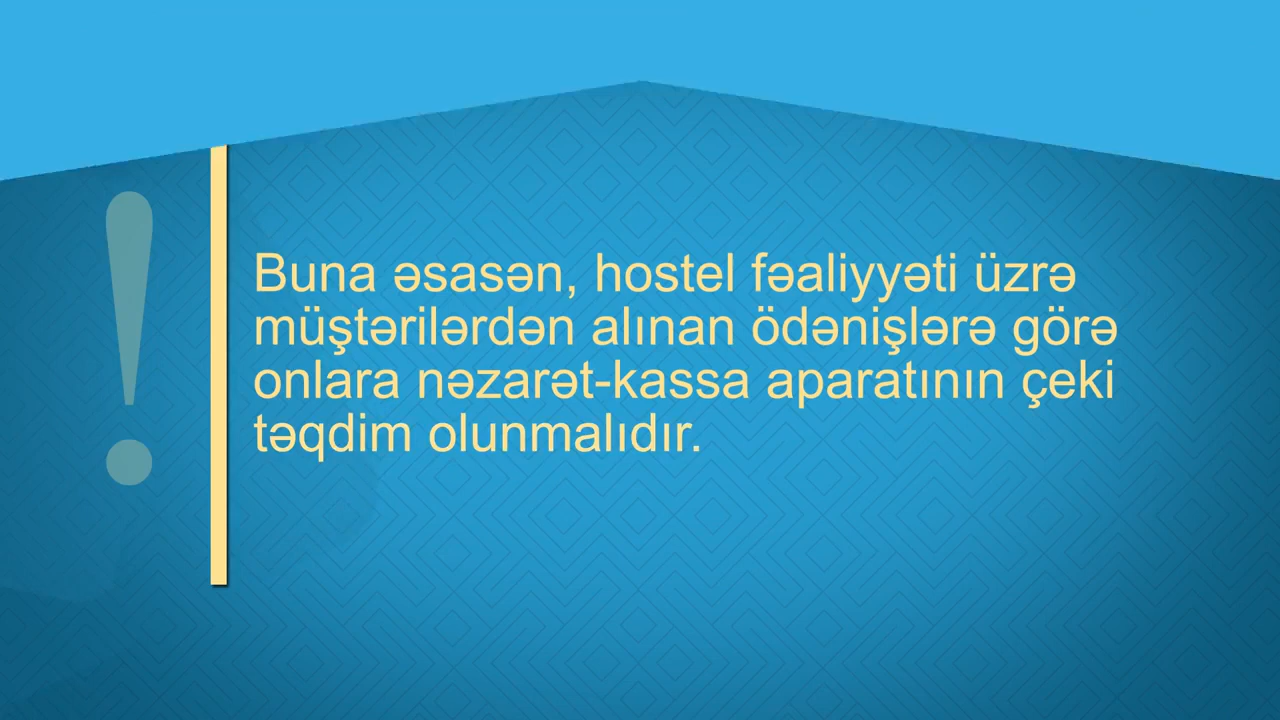 Buna əsasən, hostel fəaliyyəti üzrə
müştərilərdən alınan ödənişlərə görə
onlara nəzarət-kassa aparatının çeki
təqdim olunmalıdır.